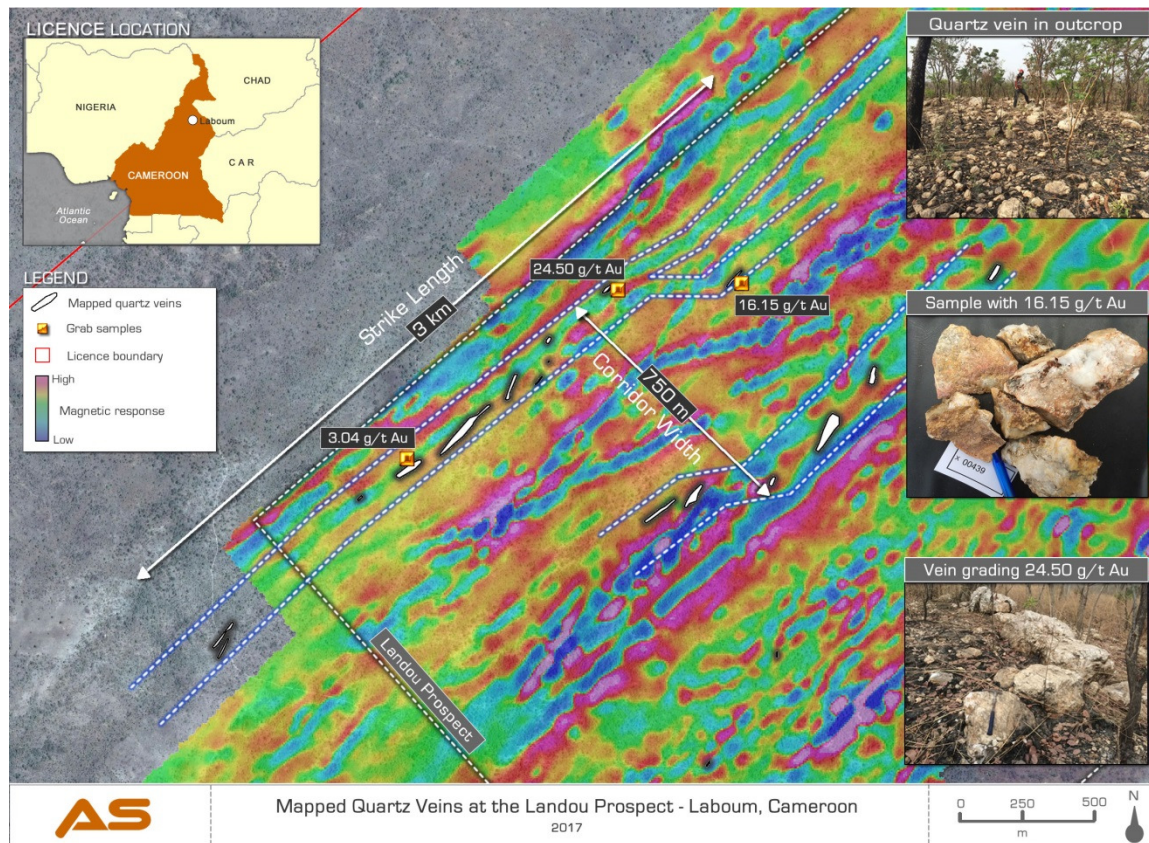 LICENCE LOCATION
CHAD
NIGERIA
Laboum
C A R
CAMEROON
Atlantic
Ocean
LEGEND
Mapped quartz veins
Grab samples
Licence boundary
High
Magnetic response
Low
Strike Length
3 km
24.50 g/t Au
16.15 g/t Au
750 m
Corridor Width
3.04 g/t Au
Landou Prospect
Quartz vein in outcrop
Sample with 16.15 g/t Au
x 00439
Vein grading 24.50 g/t Au
AS
Mapped Quartz Veins at the Landou Prospect - Laboum, Cameroon
2017
0 250 500
m
N